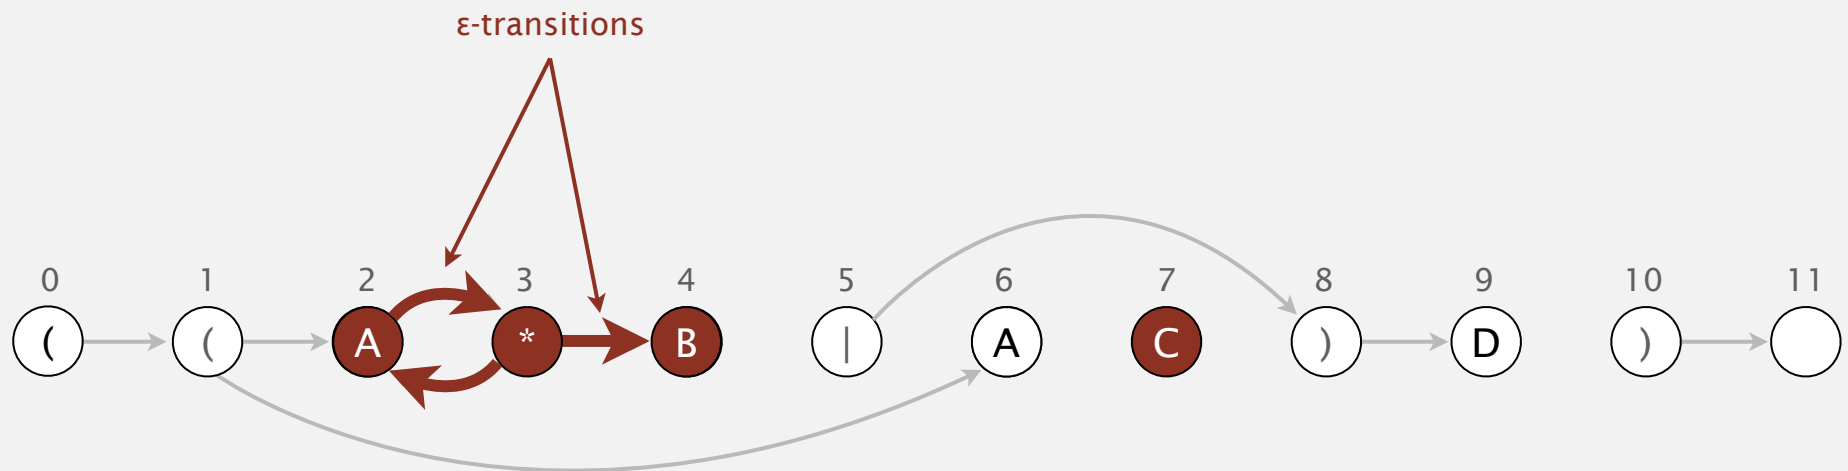 ε-transitions
0 1 2 3 4 5 6 7 8 9 10 11
( ( A * B | A C ) D )